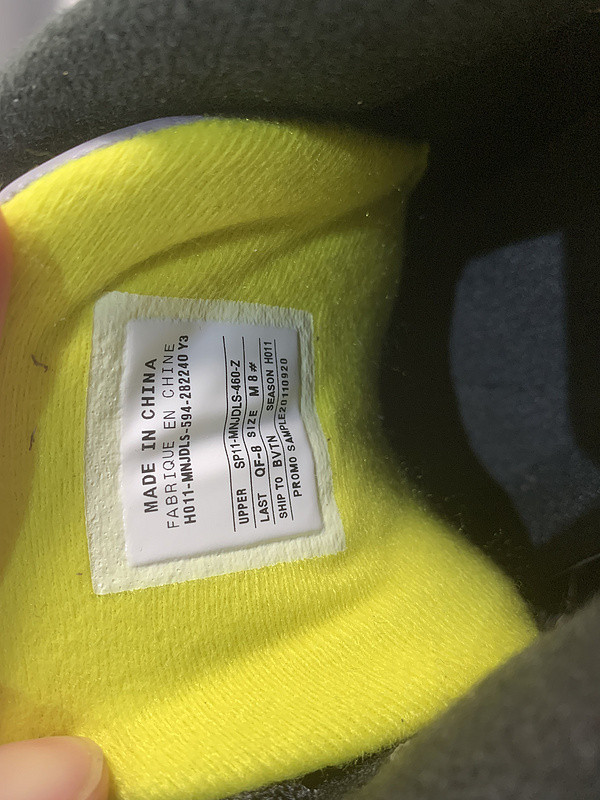 MADE IN CHINA
FABRIQUE EN CHINE
H011-MNJDLS-594-282240 Y3
UPPER SP11-MNJDLS-460-Z
LAST QF-8 SIZE M 8#
SHIP TO BVTN SEASON H011
PROMO SAMPLE20110920